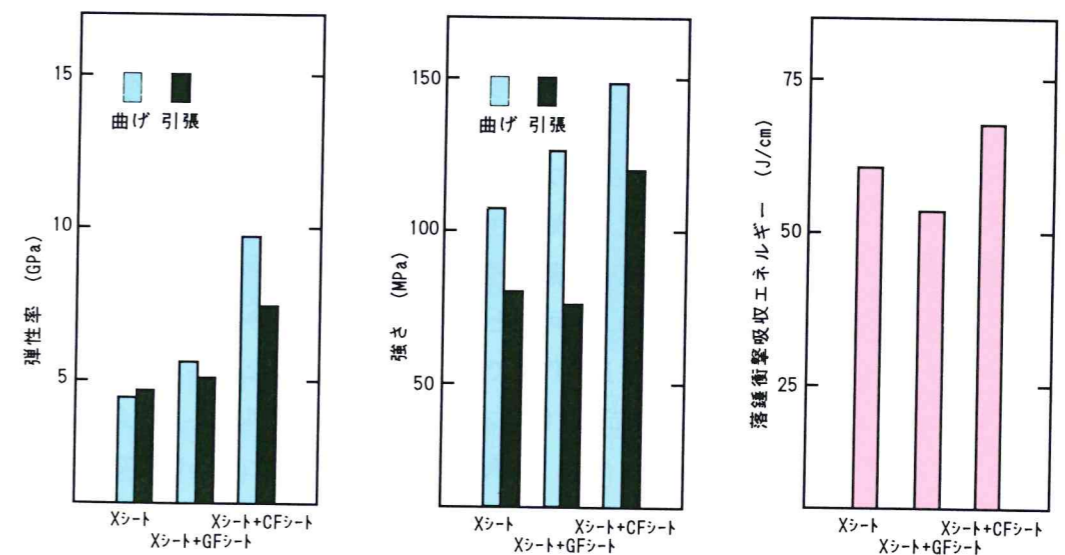 弾性率 (GPa)
15
10
5
曲げ 引張
Xシート
Xシート+GFシート
Xシート+CFシート
強さ (MPa)
150
100
50
曲げ 引張
Xシート
Xシート+GFシート
Xシート+CFシート
落錘衝撃吸収エネルギー (J/cm)
75
50
25
Xシート
Xシート+GFシート
Xシート+CFシート